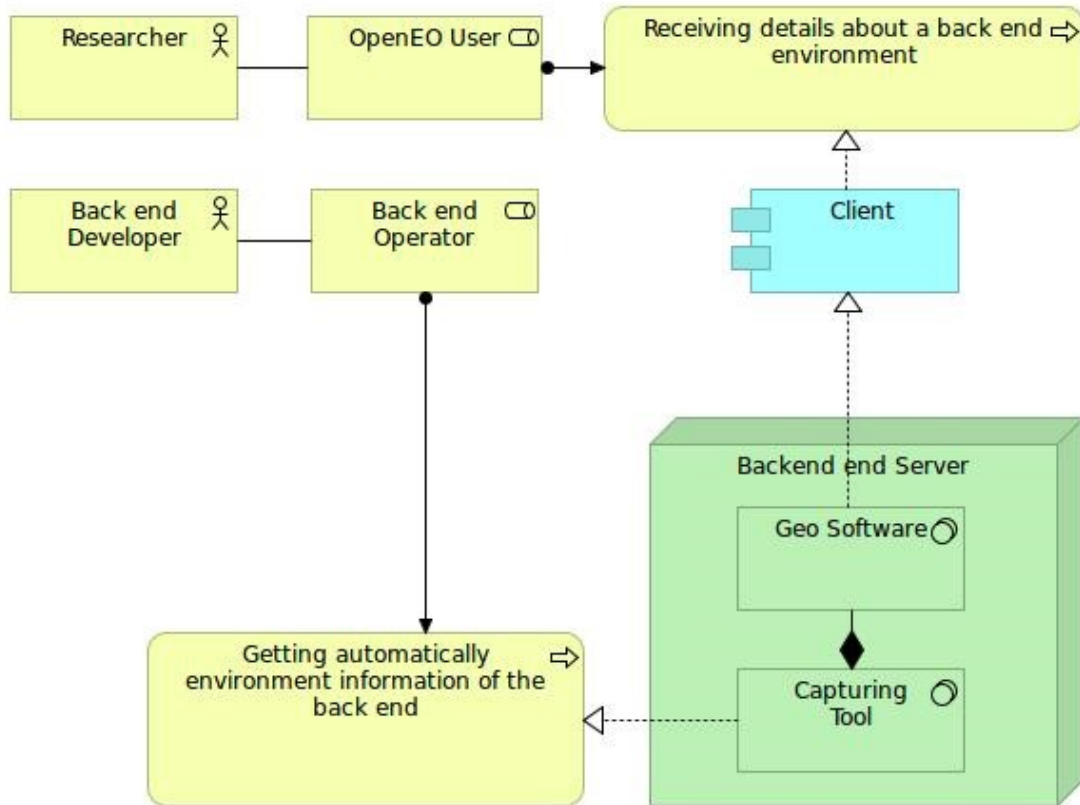 Researcher
OpenEO User
Receiving details about a back end
environment
Back end
Developer
Back end
Operator
Client
Backend end Server
Geo Software
Capturing
Tool
Getting automatically
environment information of the
back end